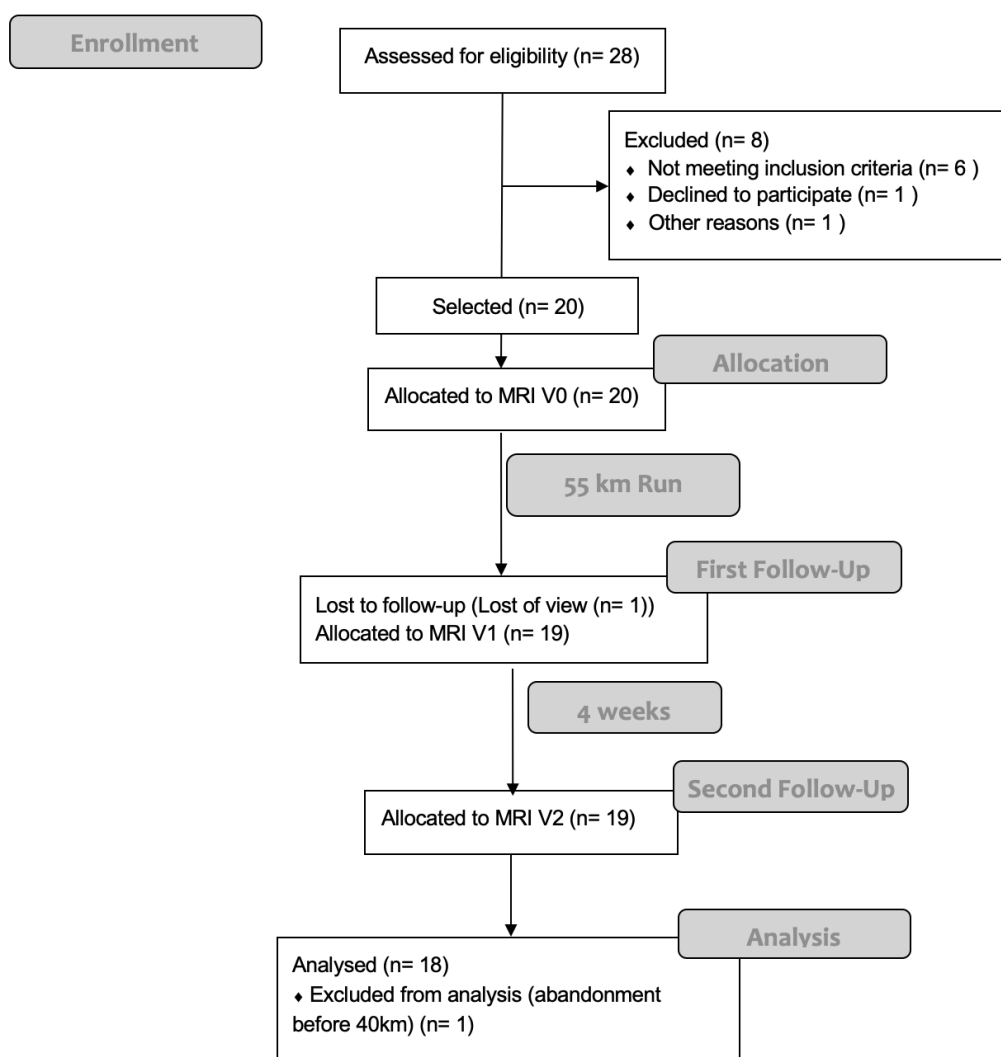 Enrollment
Assessed for eligibility (n= 28)
Excluded (n= 8)
♦ Not meeting inclusion criteria (n= 6 )
♦ Declined to participate (n= 1 )
♦ Other reasons (n= 1 )
Selected (n= 20)
Allocation
Allocated to MRI V0 (n= 20)
55 km Run
First Follow-Up
Lost to follow-up (Lost of view (n= 1))
Allocated to MRI V1 (n= 19)
4 weeks
Second Follow-Up
Allocated to MRI V2 (n= 19)
Analysis
Analysed (n= 18)
♦ Excluded from analysis (abandonment
before 40km) (n= 1)